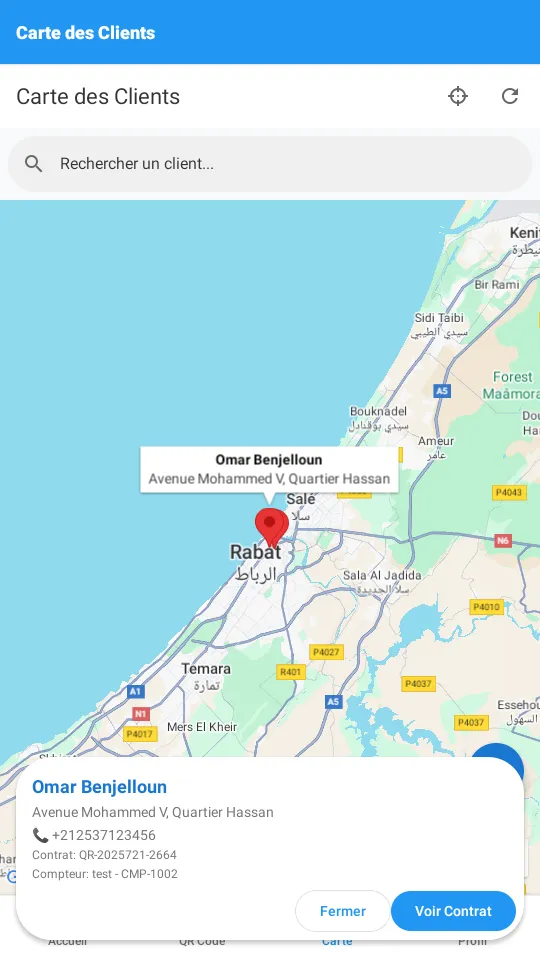 Carte des Clients
Carte des Clients
Rechercher un client...
Kenit
Bir Rami
Sidi Taibi
سيدي الطيبي
A5
Forest
Maâmora
Bouknadel
سيدي بوقنادل
Ameur
عامر
Omar Benjelloun
Avenue Mohammed V, Quartier Hassan
P4043
Salé
سلا
N6
Rabat
الرباط
Sala Al Jadida
سلا الجديدة
P4010
P4027
Temara
تمارة
R401
P4037
A1
A5
N1
P4037
Mers El Kheir
P4017
Essehou
السهول
Omar Benjelloun
Avenue Mohammed V, Quartier Hassan
+212537123456
Contrat: QR-2025721-2664
Compteur: test - CMP-1002
Fermer
Voir Contrat
Accueil
QR Code
Carte
Profil